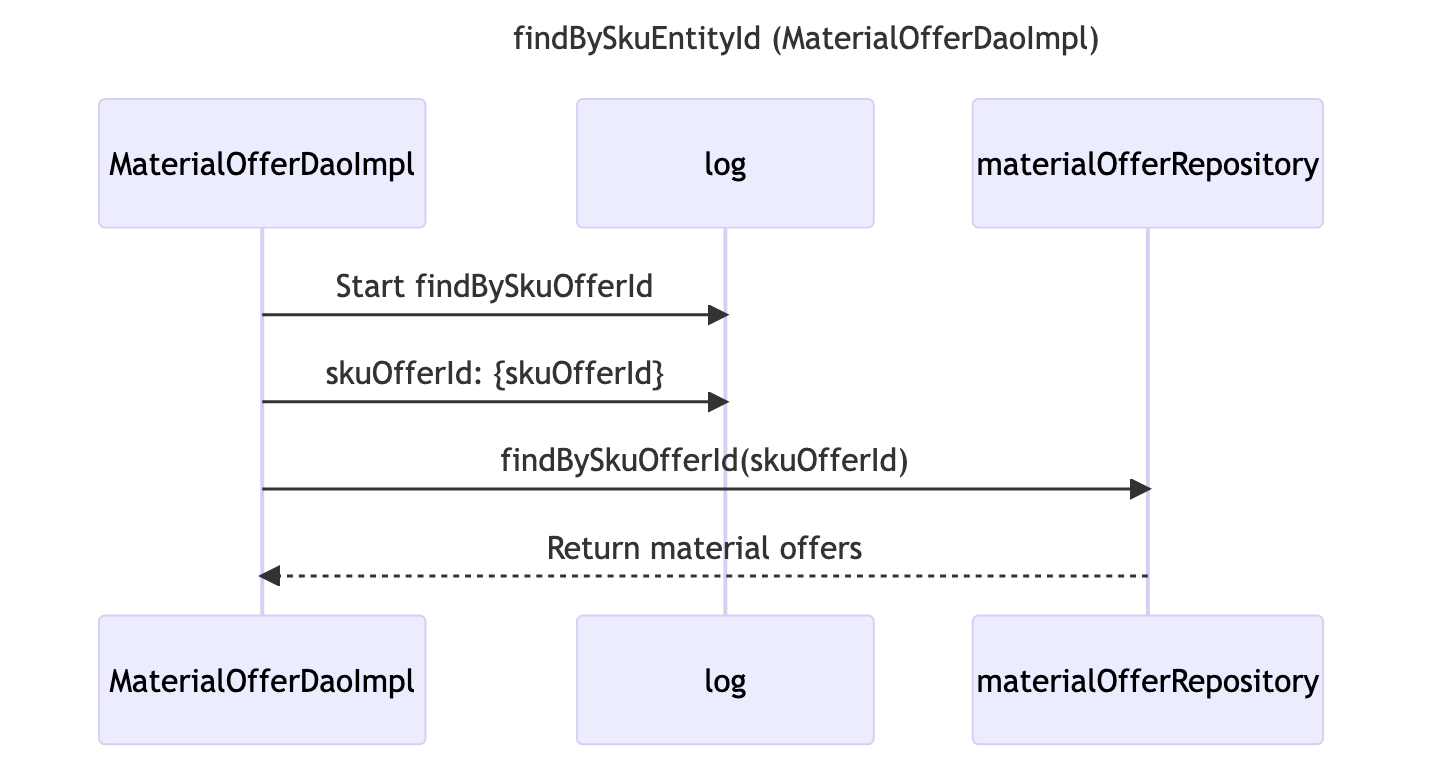 findBySkuEntityId (MaterialOfferDaoImpl)
MaterialOfferDaoImpl
log
materialOfferRepository
Start findBySkuOfferId
skuOfferId: {skuOfferId}
findBySkuOfferId(skuOfferId)
Return material offers
MaterialOfferDaoImpl
log
materialOfferRepository